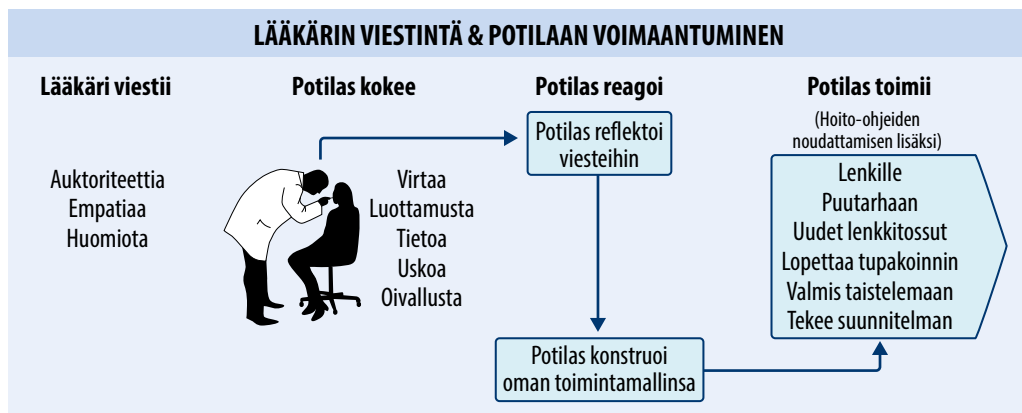 LÄÄKÄRIN VIESTINTÄ & POTILAAN VOIMAANTUMINEN
Lääkäri viestii
Auktoriteettia
Empatiaa
Huomiota
Potilas kokee
Virtaa
Luottamusta
Tietoa
Uskoa
Oivallusta
Potilas reagoi
Potilas reflektoi
viesteihin
Potilas konstruoi
oman toimintamallinsa
Potilas toimii
(Hoito-ohjeiden
noudattamisen lisäksi)
Lenkille
Puutarhaan
Uudet lenkkitossut
Lopettaa tupakoinnin
Valmis taistelemaan
Tekee suunnitelman